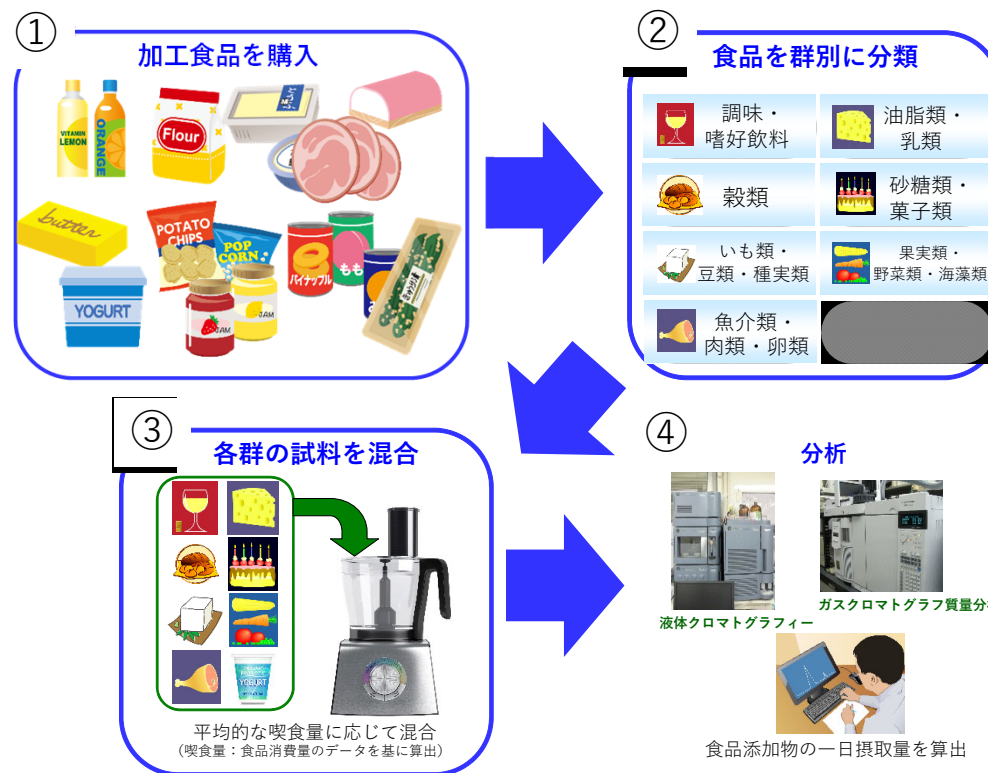 ①
加工食品を購入
VITAMIN
LEMON
ORANGE
Flour
butter
POTATO
CHIPS
POP
CORN
パイナップル
もも
YOGURT
JAM
JAM
②
食品を群別に分類
調味・
嗜好飲料
油脂類・
乳類
穀類
砂糖類・
菓子類
いも類・
豆類・種実類
果実類・
野菜類・海藻類
魚介類・
肉類・卵類
③
各群の試料を混合
YOGURT
平均的な喫食量に応じて混合
(喫食量:食品消費量のデータを基に算出)
④
分析
液体クロマトグラフィー
ガスクロマトグラフ質量分析
食品添加物の一日摂取量を算出